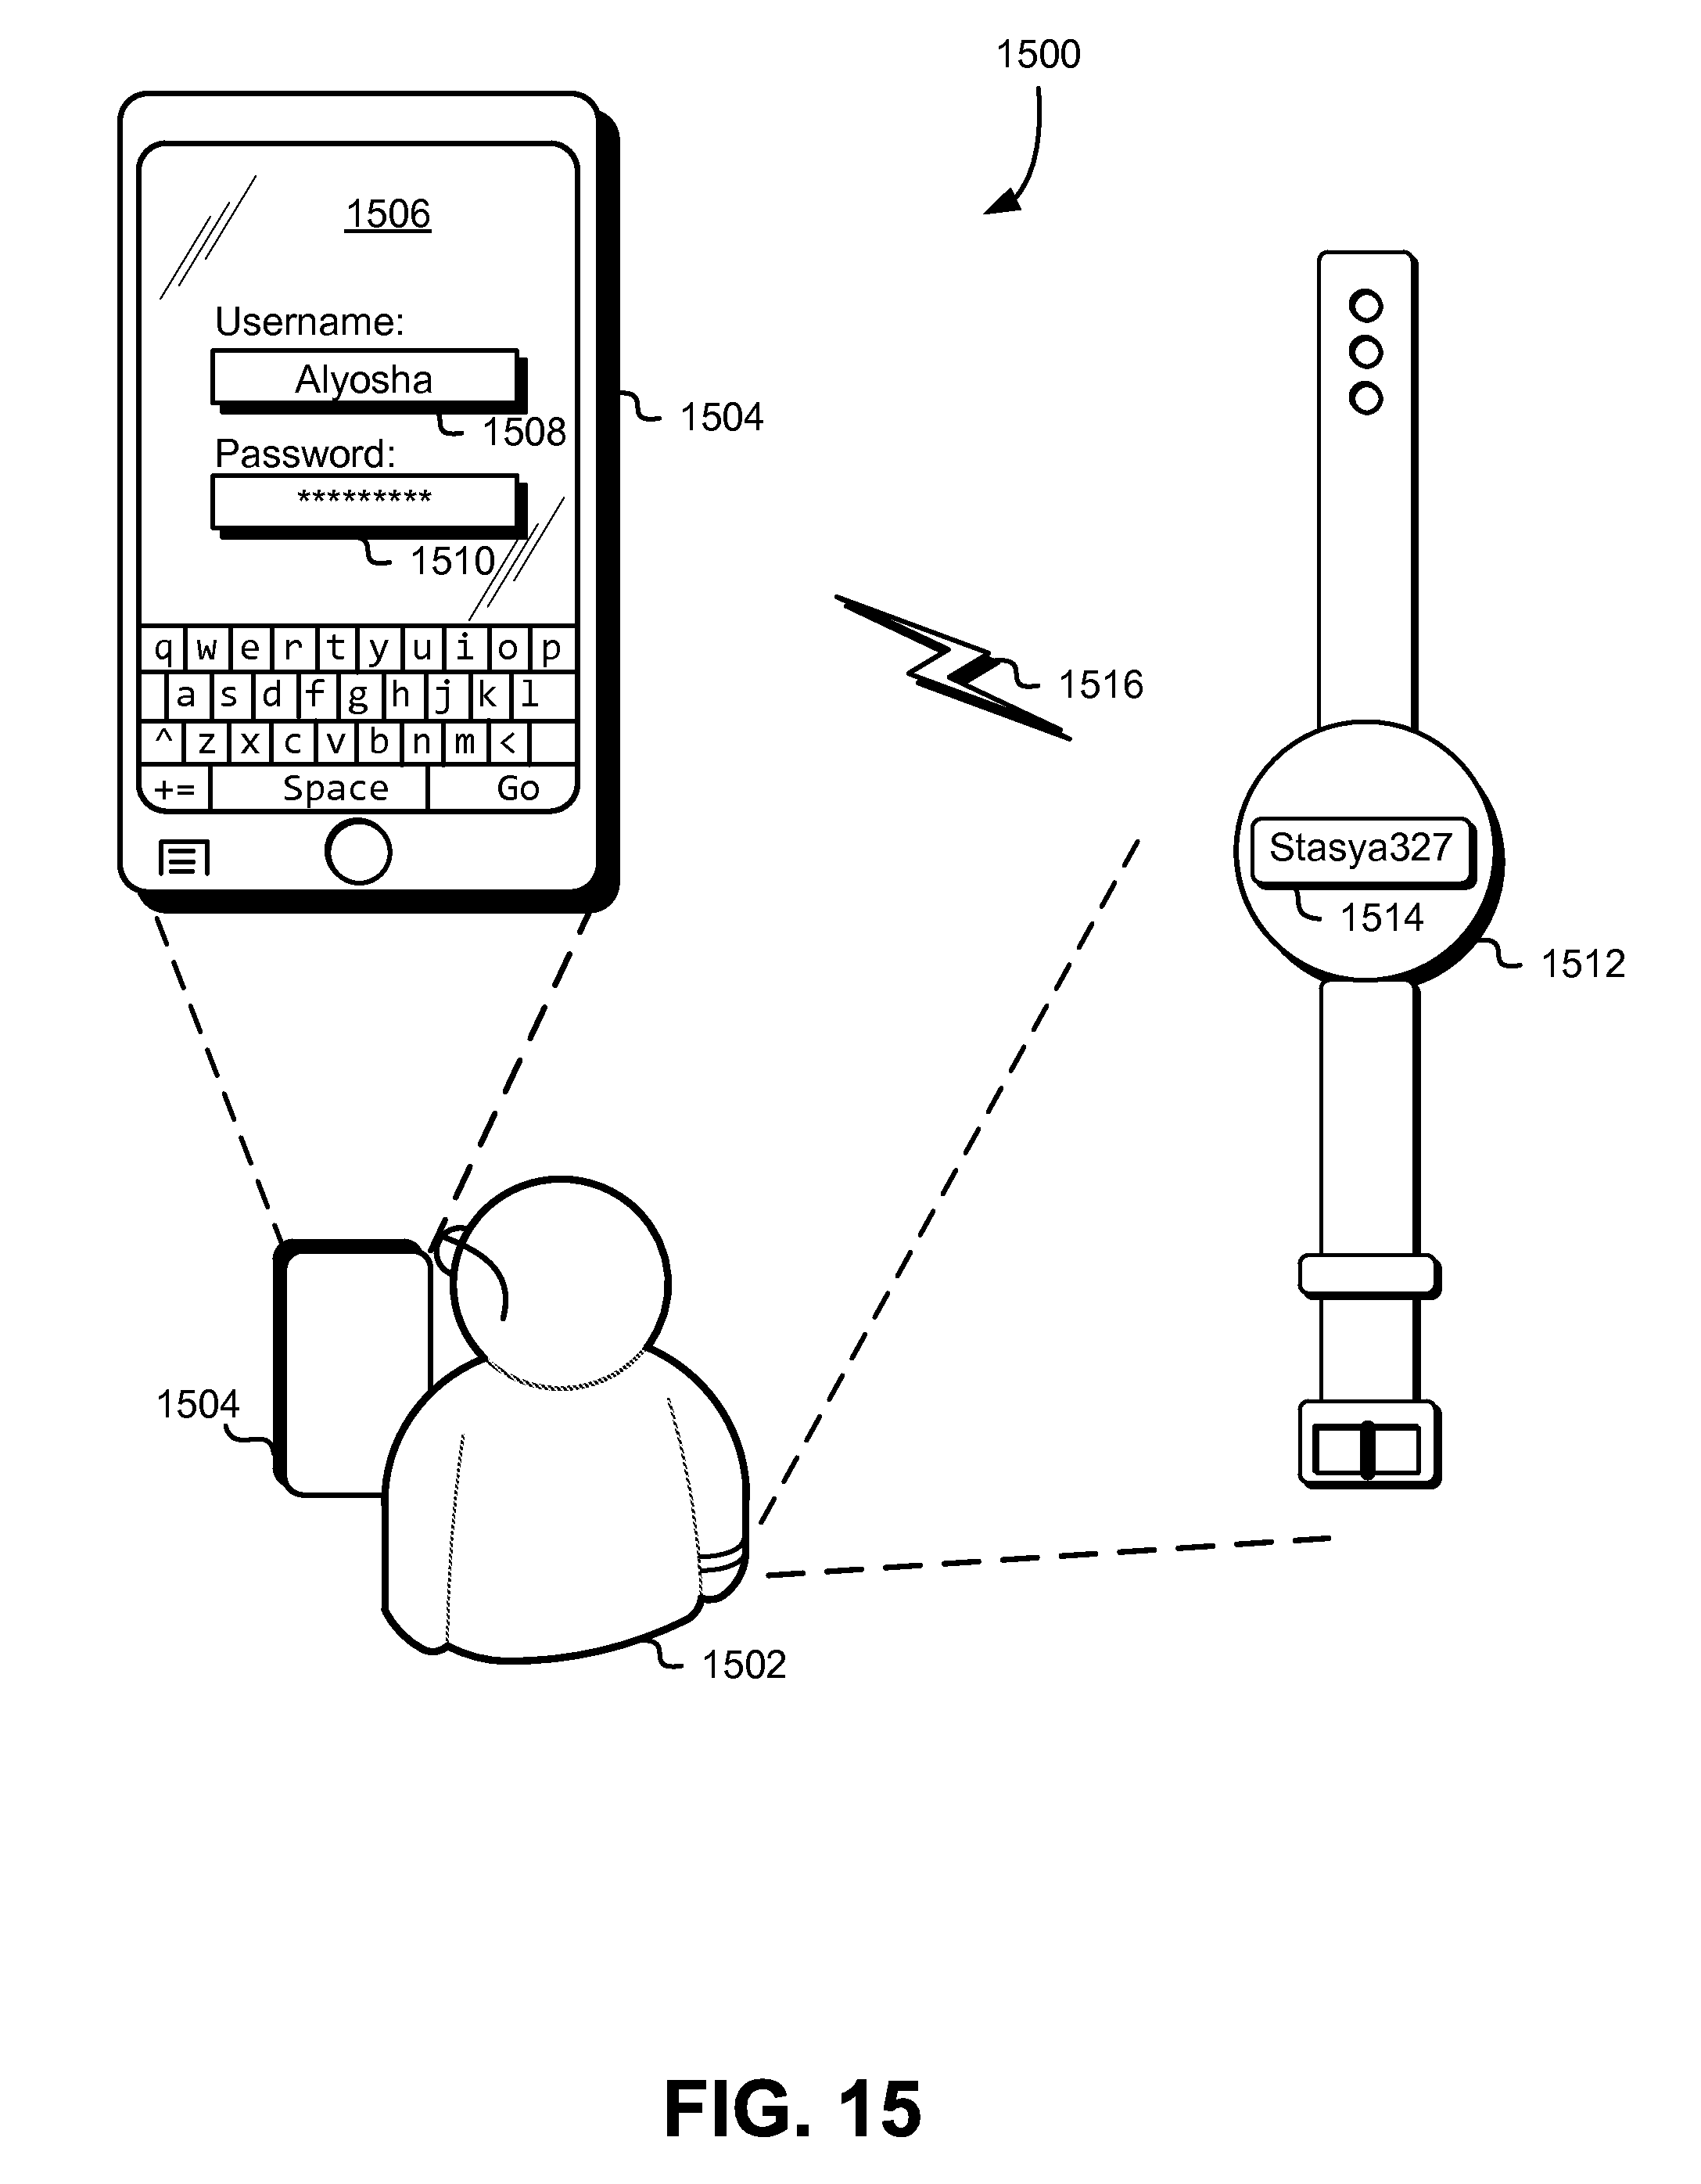 1500
1506
Username:
Alyosha
1508
1504
Password:
*********
1510
q w e r t y u i o p
a s d f g h j k l
^ z x c v b n m <
+= Space Go
1516
Stasya327
1514
1512
1504
1502
FIG. 15